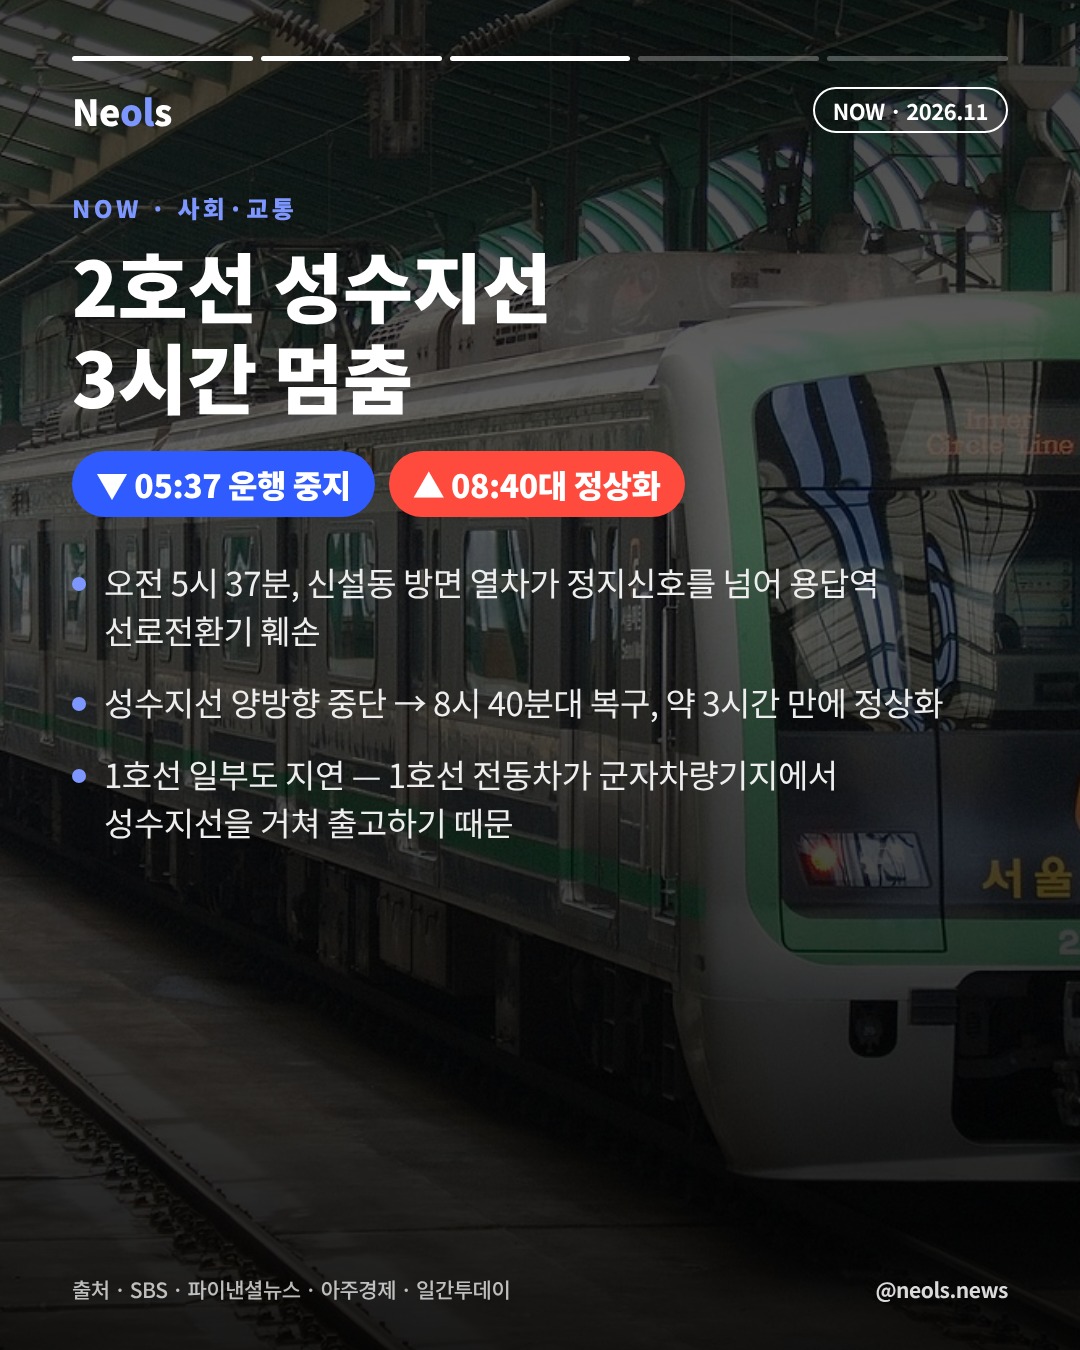 Neols
NOW · 2026.11
NOW · 사회·교통
2호선 성수지선
3시간 멈춤
▼ 05:37 운행 중지
▲ 08:40대 정상화
Inner
Circle Line
오전 5시 37분, 신설동 방면 열차가 정지신호를 넘어 용답역
선로전환기 훼손
성수지선 양방향 중단 → 8시 40분대 복구, 약 3시간 만에 정상화
1호선 일부도 지연 — 1호선 전동차가 군자차량기지에서
성수지선을 거쳐 출고하기 때문
서울
2
출처 · SBS · 파이낸셜뉴스 · 아주경제 · 일간투데이
@neols.news